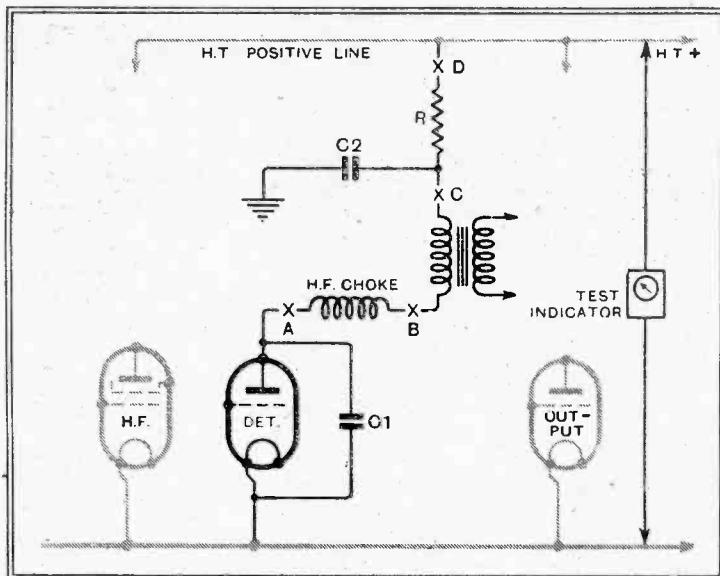 H.T. POSITIVE LINE
H T +
X D
R
C2
X C
H.F. CHOKE
X
A
X
B
TEST
INDICATOR
H.F.
DET.
C1
OUT-
PUT